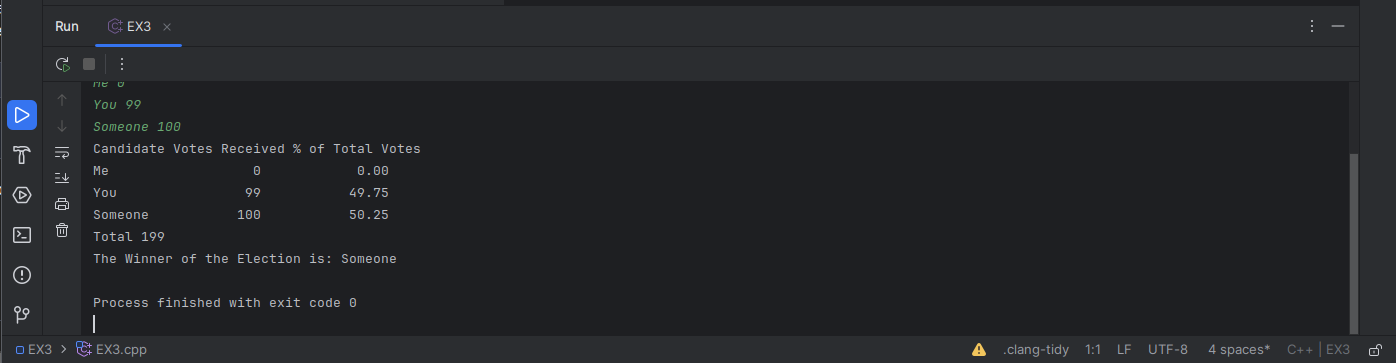 Run EX3
Me 0
You 99
Someone 100
Candidate Votes Received % of Total Votes
Me                  0            0.00
You                99           49.75
Someone           100           50.25
Total 199
The Winner of the Election is: Someone
Process finished with exit code 0
EX3 > EX3.cpp .clang-tidy 1:1 LF UTF-8 4 spaces* C++ | EX3